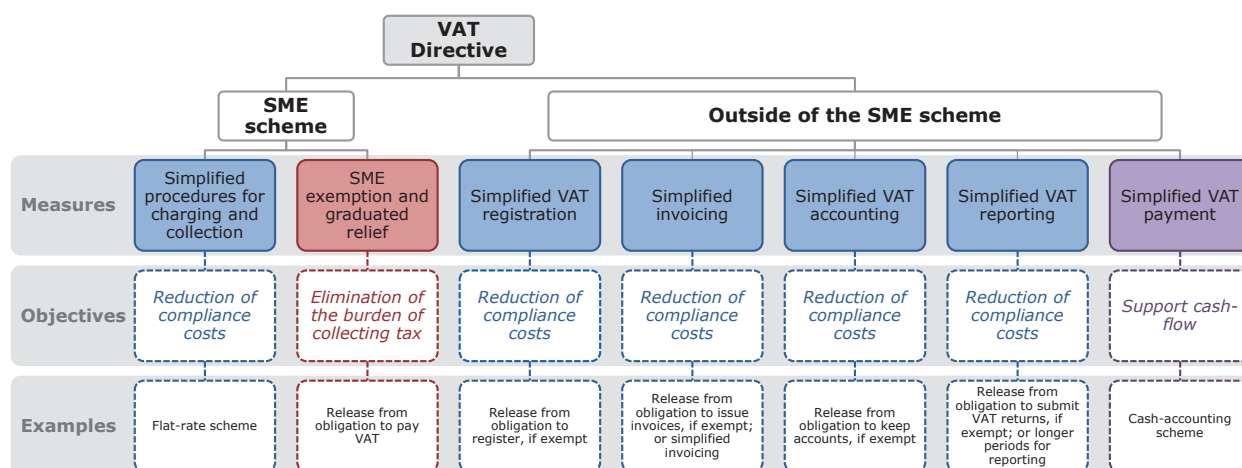 VAT
Directive
SME
scheme
Outside of the SME scheme
Measures
Simplified
procedures for
charging and
collection
SME
exemption and
graduated
relief
Simplified VAT
registration
Simplified
invoicing
Simplified VAT
accounting
Simplified VAT
reporting
Simplified VAT
payment
Objectives
Reduction of
compliance
costs
Elimination of
the burden of
collecting tax
Reduction of
compliance
costs
Reduction of
compliance
costs
Reduction of
compliance
costs
Reduction of
compliance
costs
Support cash-
flow
Examples
Flat-rate scheme
Release from
obligation to pay
VAT
Release from
obligation to
register, if exempt
Release from
obligation to issue
invoices, if exempt;
or simplified
invoicing
Release from
obligation to keep
accounts, if exempt
Release from
obligation to submit
VAT returns, if
exempt; or longer
periods for
reporting
Cash-accounting
scheme